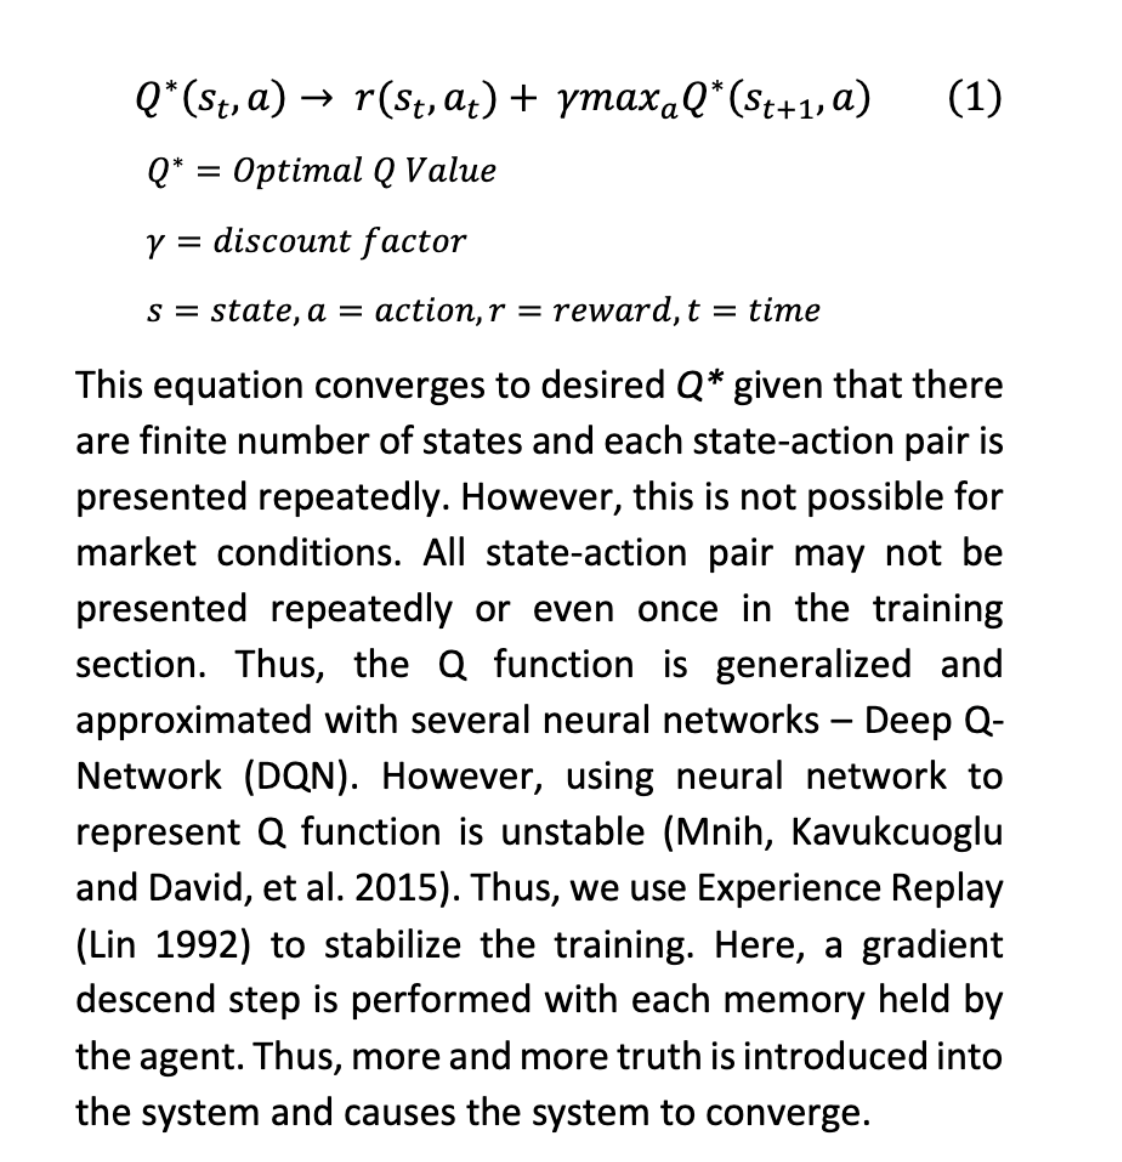 Q*(s_t, a) → r(s_t, a_t) + γmax_a Q*(s_{t+1}, a) (1)
Q* = Optimal Q Value
γ = discount factor
s = state, a = action, r = reward, t = time
This equation converges to desired Q* given that there
are finite number of states and each state-action pair is
presented repeatedly. However, this is not possible for
market conditions. All state-action pair may not be
presented repeatedly or even once in the training
section. Thus, the Q function is generalized and
approximated with several neural networks – Deep Q-
Network (DQN). However, using neural network to
represent Q function is unstable (Mnih, Kavukcuoglu
and David, et al. 2015). Thus, we use Experience Replay
(Lin 1992) to stabilize the training. Here, a gradient
descend step is performed with each memory held by
the agent. Thus, more and more truth is introduced into
the system and causes the system to converge.